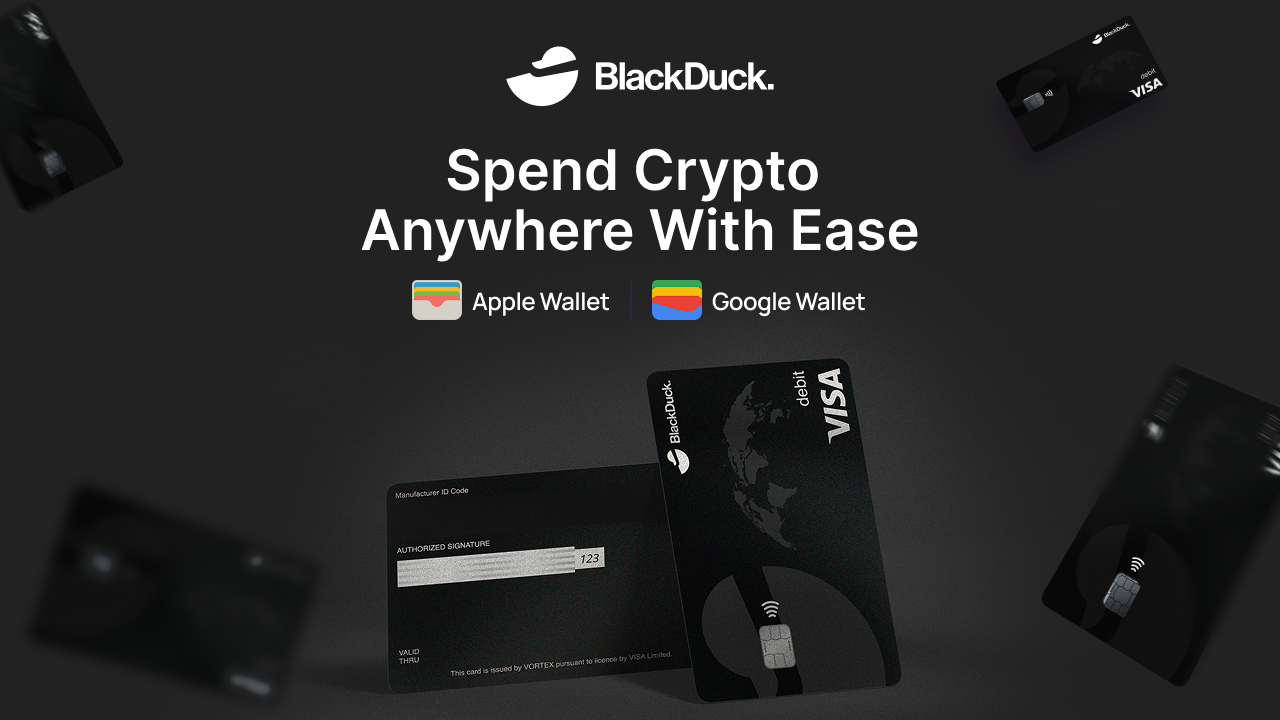 BlackDuck.
Spend Crypto
Anywhere With Ease
Apple Wallet
Google Wallet
BlackDuck.
debit
VISA
BlackDuck.
debit
VISA
Manufacturer ID Code
AUTHORIZED SIGNATURE
123
VALID
THRU
This card is issued by VORTEX pursuant to licence by VISA Limited.